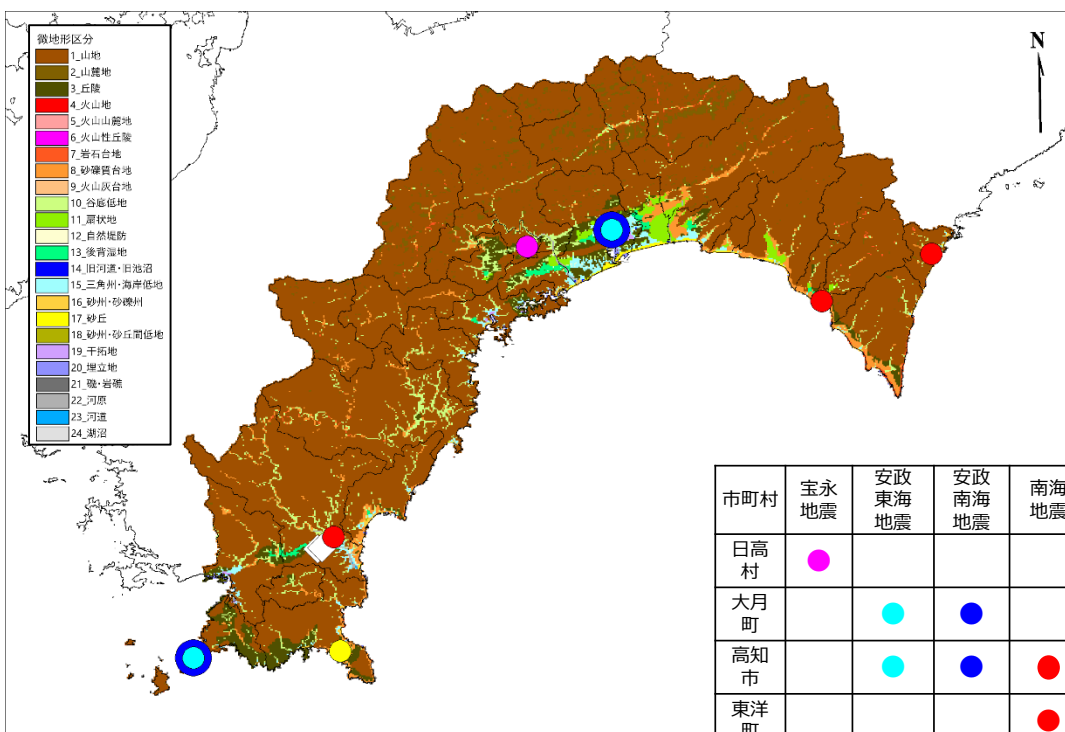 微地形区分
1_山地
2_山麓地
3_丘陵
4_火山地
5_火山山麓地
6_火山性丘陵
7_岩石台地
8_砂礫質台地
9_火山灰台地
10_谷底低地
11_扇状地
12_自然堤防
13_後背湿地
14_旧河道・旧池沼
15_三角州・海岸低地
16_砂州・砂礫州
17_砂丘
18_砂州・砂丘間低地
19_干拓地
20_埋立地
21_磯・岩礁
22_河原
23_河道
24_湖沼
N
市町村 宝永地震 安政東海地震 安政南海地震 南海地震
日高村
大月町
高知市
東洋町